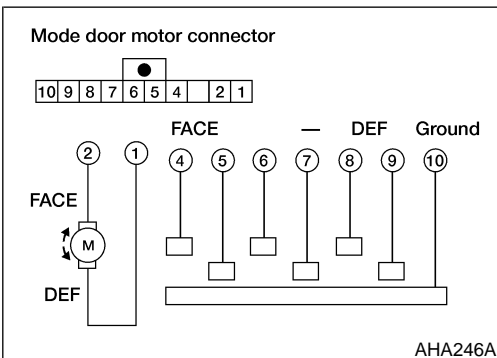 Mode door motor connector
10 9 8 7 6 5 4 2 1
FACE — DEF Ground
2 1 4 5 6 7 8 9 10
FACE
M
DEF
AHA246A